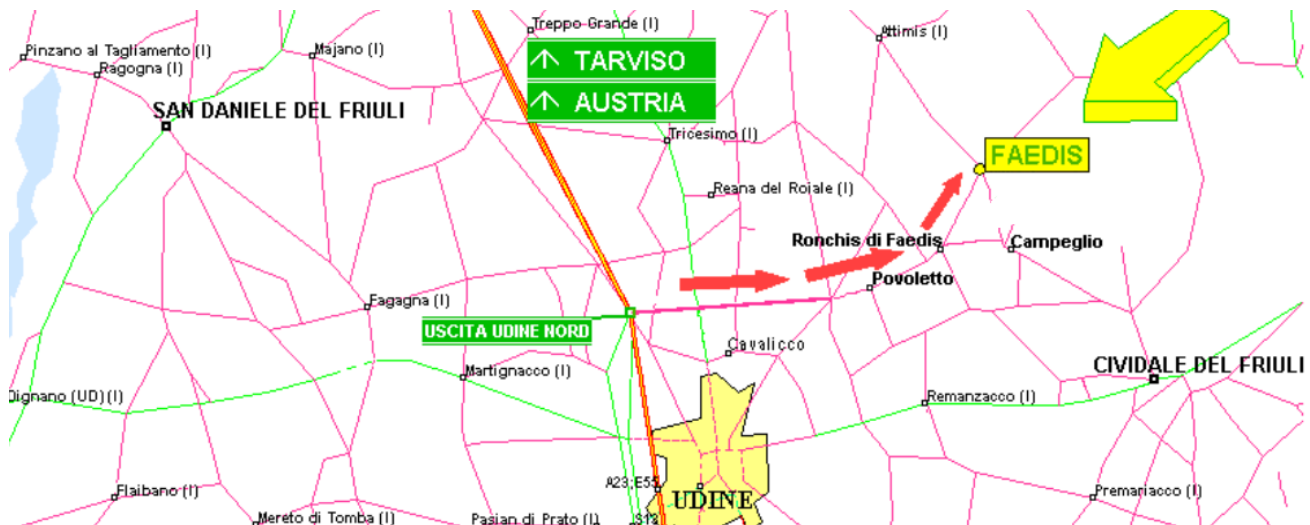 Treppo Grande (I)
Attimis (I)
Pinzano al Tagliamento (I)
Majano (I)
Ragogna (I)
TARVISO
AUSTRIA
SAN DANIELE DEL FRIULI
Tricesimo (I)
FAEDIS
Reana del Roiale (I)
Ronchis di Faedis
Campeglio
Povoletto
Fagagna (I)
USCITA UDINE NORD
Cavalicco
Martignacco (I)
CIVIDALE DEL FRIULI
Dignano (UD)(I)
Remanzacco (I)
A23;E55
UDINE
Flaibano (I)
Premariacco (I)
Mereto di Tomba (I)
Pasian di Prato (I)